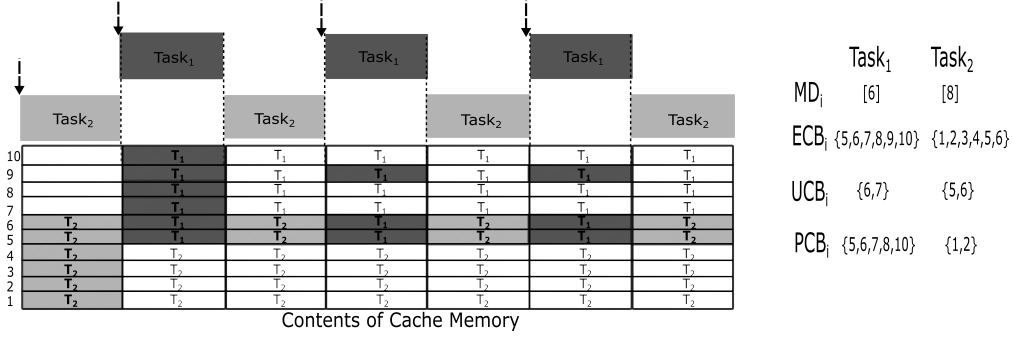 Task₁ Task₁ Task₁
Task₂ Task₂ Task₂ Task₂
10 T₁ T₁ T₁ T₁ T₁ T₁
9 T₁ T₁ T₁ T₁ T₁ T₁
8 T₁ T₁ T₁ T₁ T₁ T₁
7 T₁ T₁ T₁ T₁ T₁ T₁
6 T₂ T₁ T₂ T₁ T₂ T₁ T₂
5 T₂ T₁ T₂ T₁ T₂ T₁ T₂
4 T₂ T₂ T₂ T₂ T₂ T₂ T₂
3 T₂ T₂ T₂ T₂ T₂ T₂ T₂
2 T₂ T₂ T₂ T₂ T₂ T₂ T₂
1 T₂ T₂ T₂ T₂ T₂ T₂ T₂
Contents of Cache Memory
Task₁ Task₂
MDᵢ [6] [8]
ECBᵢ {5,6,7,8,9,10} {1,2,3,4,5,6}
UCBᵢ {6,7} {5,6}
PCBᵢ {5,6,7,8,10} {1,2}